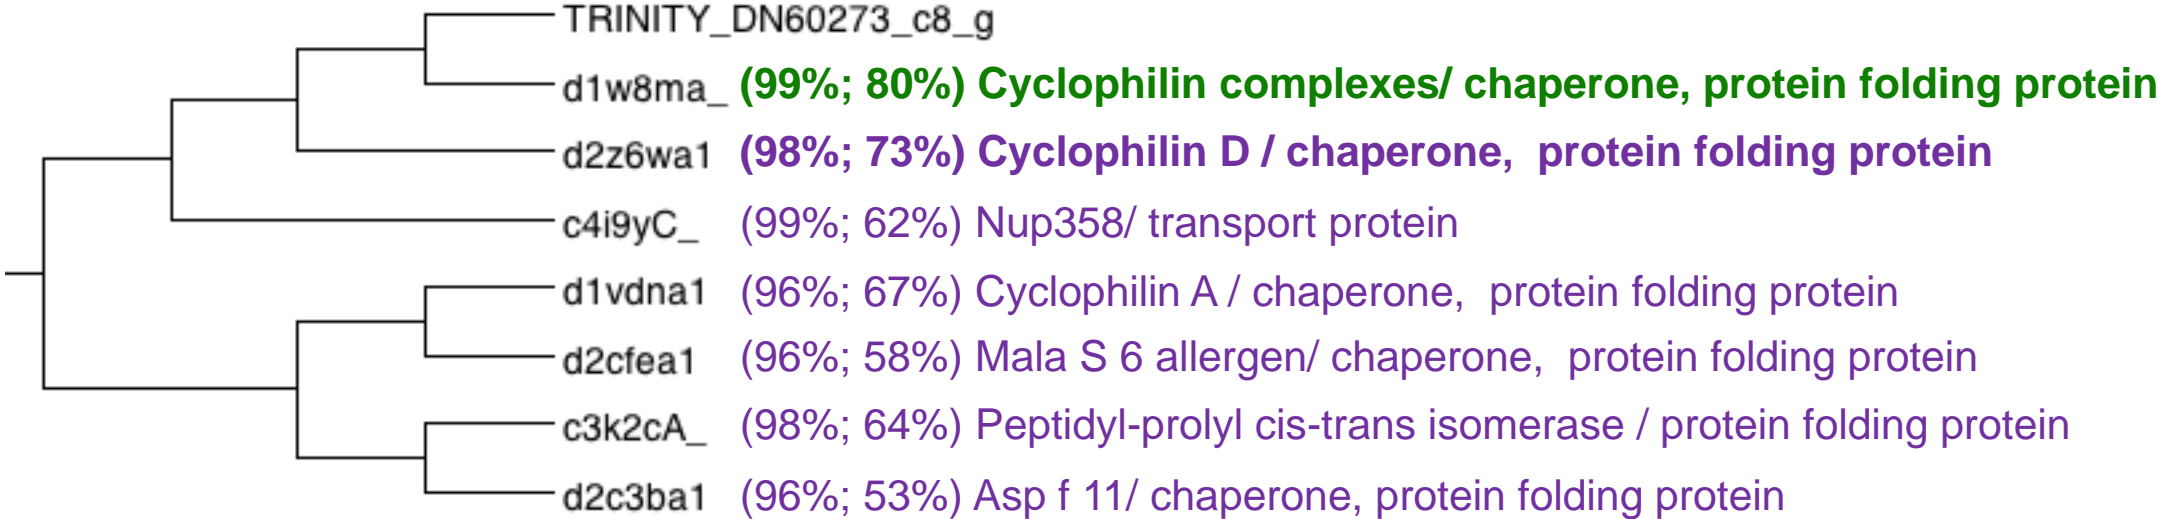 TRINITY_DN60273_c8_g
d1w8ma_ (99%; 80%) Cyclophilin complexes/ chaperone, protein folding protein
d2z6wa1 (98%; 73%) Cyclophilin D / chaperone, protein folding protein
c4i9yC_ (99%; 62%) Nup358/ transport protein
d1vdna1 (96%; 67%) Cyclophilin A / chaperone, protein folding protein
d2cfea1 (96%; 58%) Mala S 6 allergen/ chaperone, protein folding protein
c3k2cA_ (98%; 64%) Peptidyl-prolyl cis-trans isomerase / protein folding protein
d2c3ba1 (96%; 53%) Asp f 11/ chaperone, protein folding protein